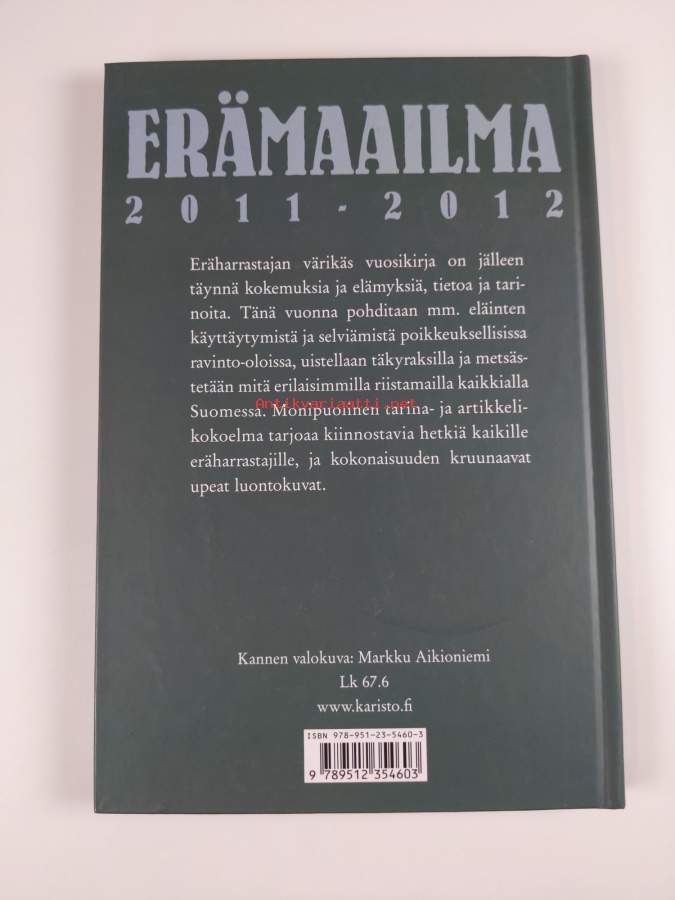 ERÄMAAILMA
2011-2012
Eräharrastajan värikäs vuosikirja on jälleen
täynnä kokemuksia ja elämyksiä, tietoa ja tari-
noita. Tänä vuonna pohditaan mm. eläinten
käyttäytymistä ja selviämistä poikkeuksellisissa
ravinto-oloissa, uistellaan täkyraksilla ja metsäs-
tetään mitä erilaisimmilla riistamailla kaikkialla
Antikvariaatti.net
Suomessa. Monipuolinen tarina- ja artikkeli-
kokoelma tarjoaa kiinnostavia hetkiä kaikille
eräharrastajille, ja kokonaisuuden kruunaavat
upeat luontokuvat.
Kannen valokuva: Markku Aikioniemi
Lk 67.6
www.karisto.fi
ISBN 978-951-23-5460-3
9 789512 354603